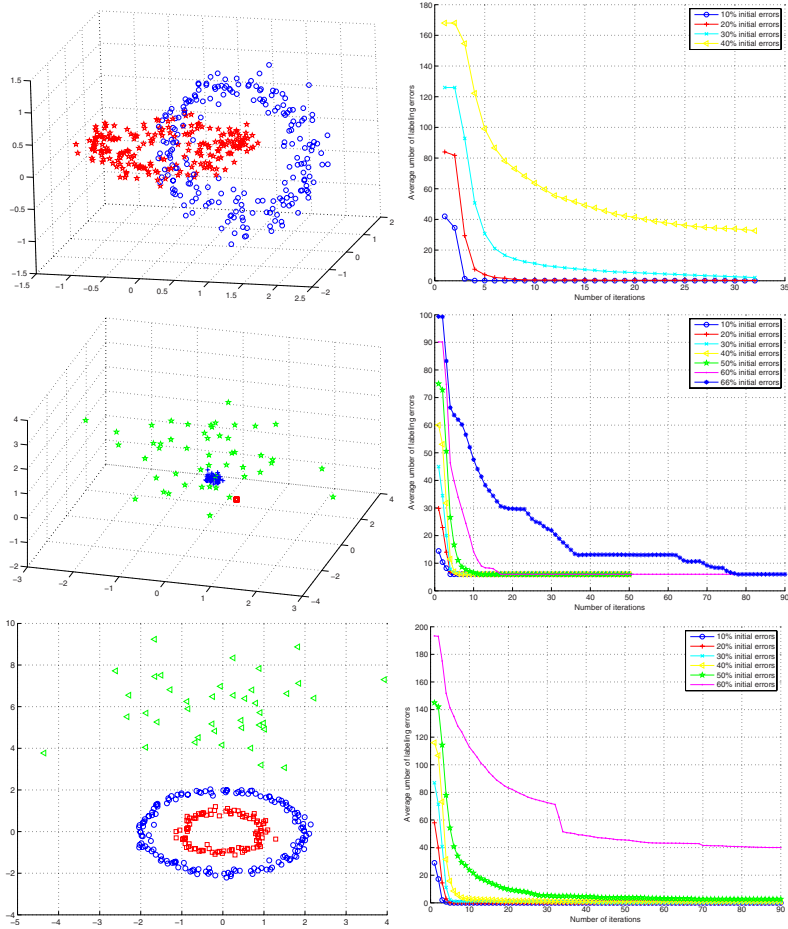 1.5
1
0.5
0
−0.5
−1
−1.5
−1.5 −1 0.5 0 0.5 1 1.5 2 2.5
−2
−1
0
1
2
Average umber of labeling errors
180
160
140
120
100
80
60
40
20
0
0 5 10 15 20 25 30 35
Number of iterations
10% initial errors
20% initial errors
30% initial errors
40% initial errors
4
3
2
1
0
−1
−2
−3 −2 −1 0 1 2 3
−4
−2
0
2
4
Average umber of labeling errors
100
90
80
70
60
50
40
30
20
10
0
0 10 20 30 40 50 60 70 80 90
Number of iterations
10% initial errors
20% initial errors
30% initial errors
40% initial errors
50% initial errors
60% initial errors
66% initial errors
10
8
6
4
2
0
−2
−4
−5 −4 −3 −2 −1 0 1 2 3 4
Average umber of labeling errors
200
180
160
140
120
100
80
60
40
20
0
0 10 20 30 40 50 60 70 80 90
Number of iterations
10% initial errors
20% initial errors
30% initial errors
40% initial errors
50% initial errors
60% initial errors